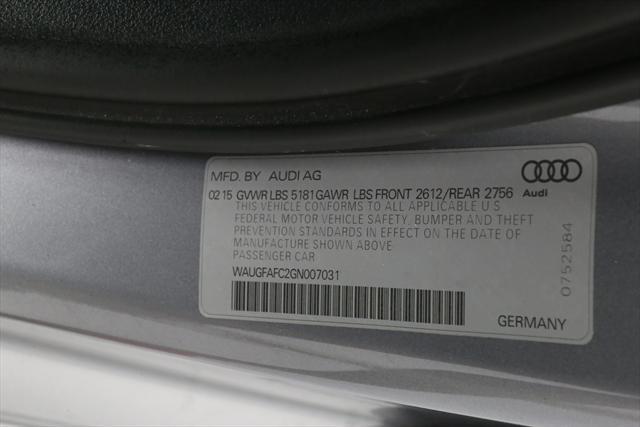 MFD. BY AUDI AG
02 15 GVWR LBS 5181 GAWR LBS FRONT 2612/REAR 2756
THIS VEHICLE CONFORMS TO ALL APPLICABLE U S
FEDERAL MOTOR VEHICLE SAFETY, BUMPER AND THEFT
PREVENTION STANDARDS IN EFFECT ON THE DATE OF
MANUFACTURE SHOWN ABOVE
PASSENGER CAR
WAUGFAFC2GN007031
Audi
0752584
GERMANY